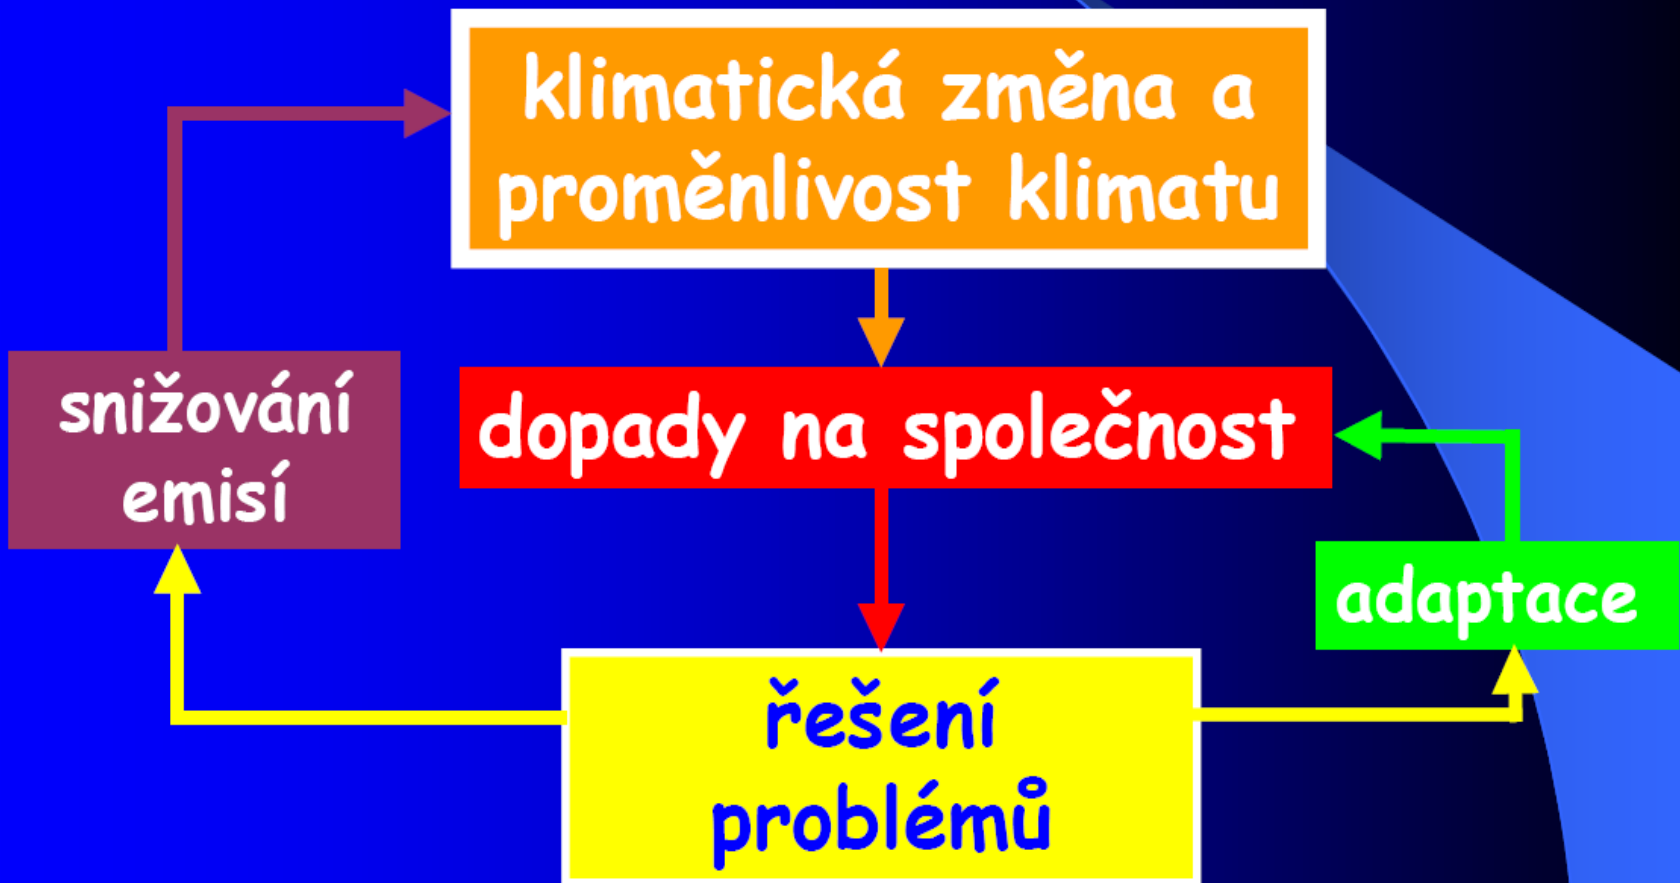 klimatická změna a
proměnlivost klimatu
snižování
emisí
dopady na společnost
adaptace
řešení
problémů